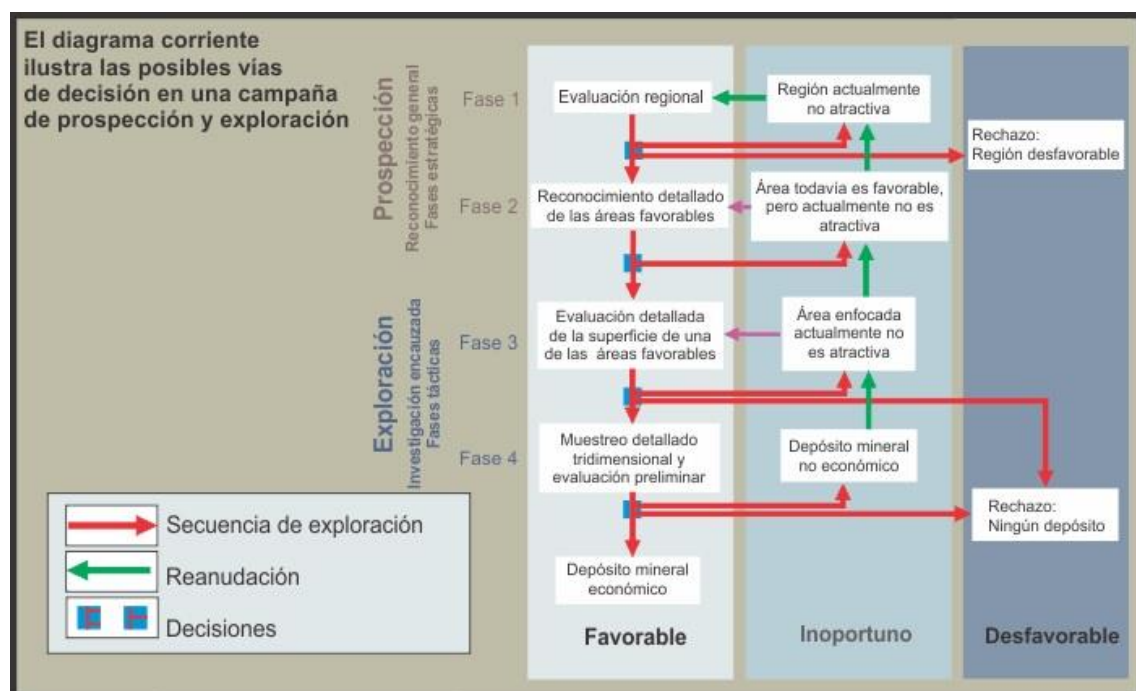 El diagrama corriente
ilustra las posibles vías
de decisión en una campaña
de prospección y exploración
Prospección
Reconocimiento general
Fases estratégicas
Fase 1
Evaluación regional
Región actualmente
no atractiva
Rechazo:
Región desfavorable
Fase 2
Reconocimiento detallado
de las áreas favorables
Área todavia es favorable,
pero actualmente no es
atractiva
Exploración
Investigación encauzada
Fases tácticas
Fase 3
Evaluación detallada
de la superficie de una
de las áreas favorables
Área enfocada
actualmente no
es atractiva
Fase 4
Muestreo detallado
tridimensional y
evaluación preliminar
Depósito mineral
no económico
Rechazo:
Ningún depósito
Depósito mineral
económico
Favorable
Inoportuno
Desfavorable
Secuencia de exploración
Reanudación
Decisiones